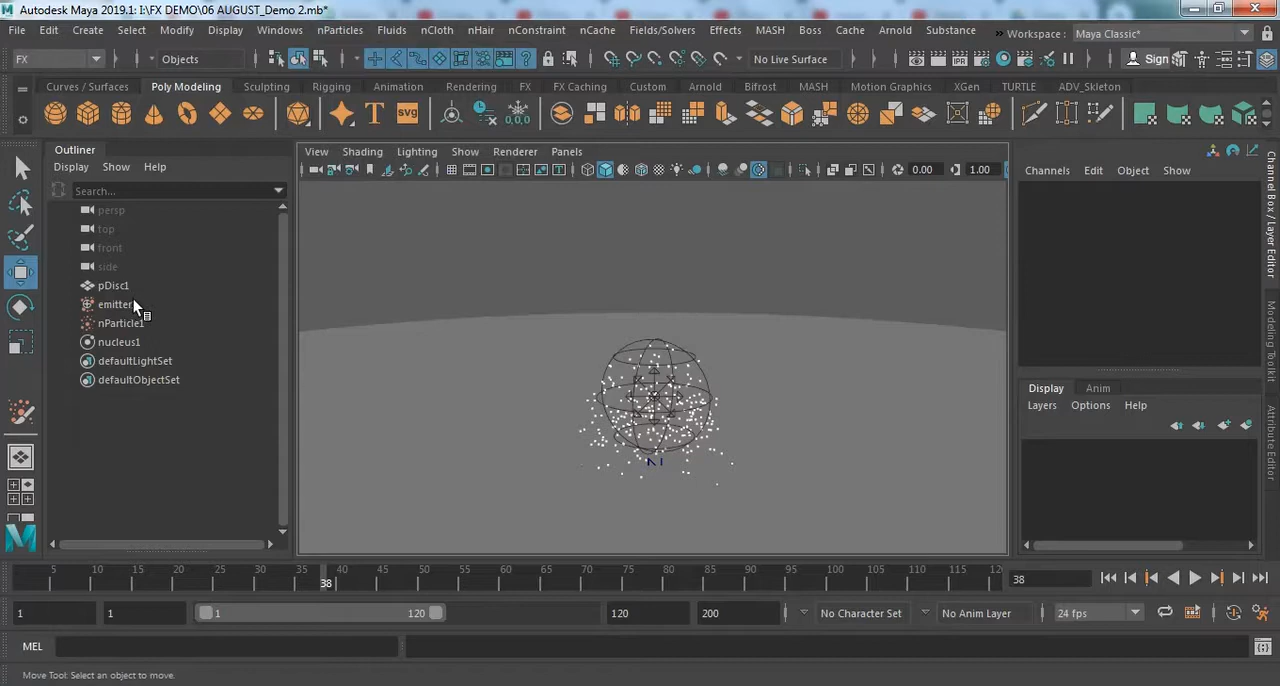 Autodesk Maya 2019.1: I:\FX DEMO\06 AUGUST_Demo 2.mb*
File Edit Create Select Modify Display Windows nParticles Fluids nCloth nHair nConstraint nCache Fields/Solvers Effects MASH Boss Cache Arnold Substance » Workspace : Maya Classic*
FX Objects No Live Surface Sign
Curves / Surfaces Poly Modeling Sculpting Rigging Animation Rendering FX FX Caching Custom Arnold Bifrost MASH Motion Graphics XGen TURTLE ADV_Skeleton
T SVG 0,0,0
Outliner
Display Show Help
Search...
persp
top
front
side
pDisc1
emitter
nParticle1
nucleus1
defaultLightSet
defaultObjectSet
View Shading Lighting Show Renderer Panels
0.00 1.00
Channels Edit Object Show
Display Anim
Layers Options Help
Channel Box / Layer Editor
Modeling Toolkit
Attribute Editor
5 10 15 20 25 30 35 40 45 50 55 60 65 70 75 80 85 90 95 100 105 110 115 120
38
38
1 1 1 120 120 200 No Character Set No Anim Layer 24 fps
MEL
Move Tool: Select an object to move.